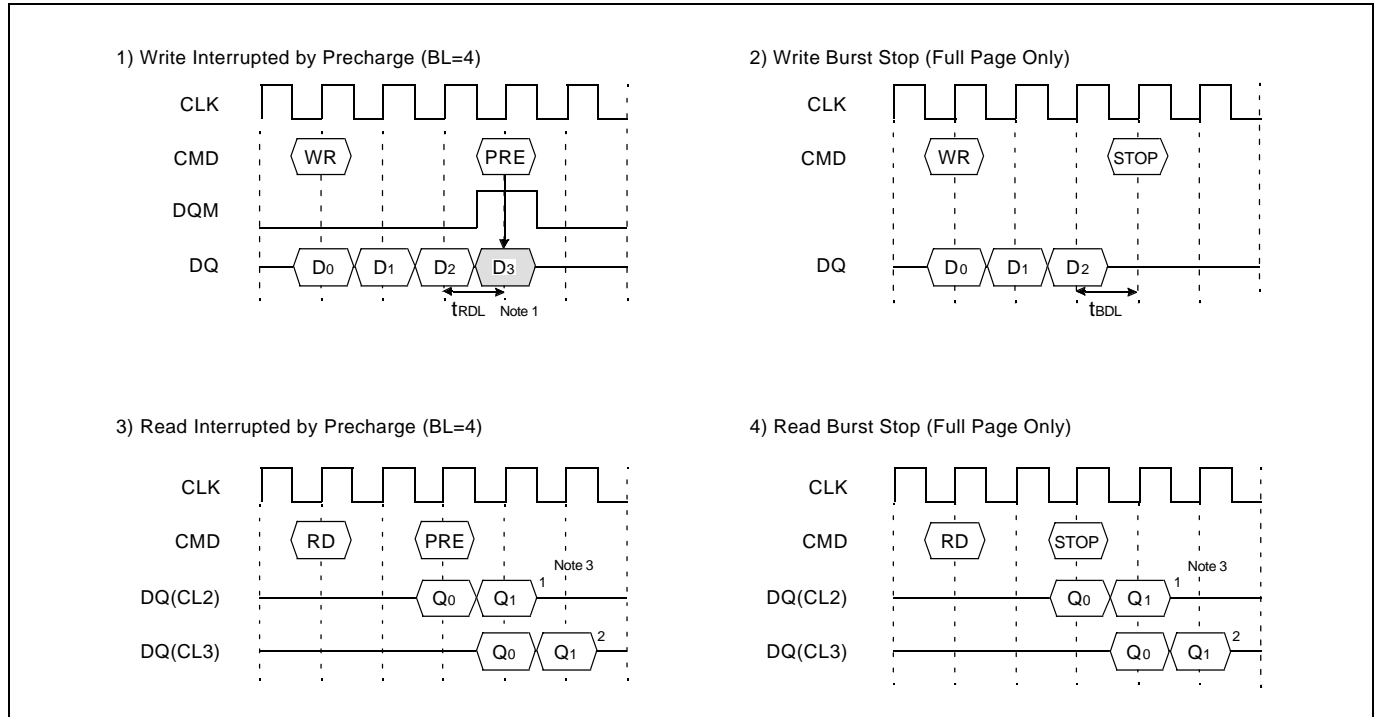 1) Write Interrupted by Precharge (BL=4)
CLK
CMD WR PRE
DQM
DQ D0 D1 D2 D3
tRDL Note 1
2) Write Burst Stop (Full Page Only)
CLK
CMD WR STOP
DQ D0 D1 D2
tBDL
3) Read Interrupted by Precharge (BL=4)
CLK
CMD RD PRE
Note 3
DQ(CL2) Q0 Q1 1
DQ(CL3) Q0 Q1 2
4) Read Burst Stop (Full Page Only)
CLK
CMD RD STOP
Note 3
DQ(CL2) Q0 Q1 1
DQ(CL3) Q0 Q1 2